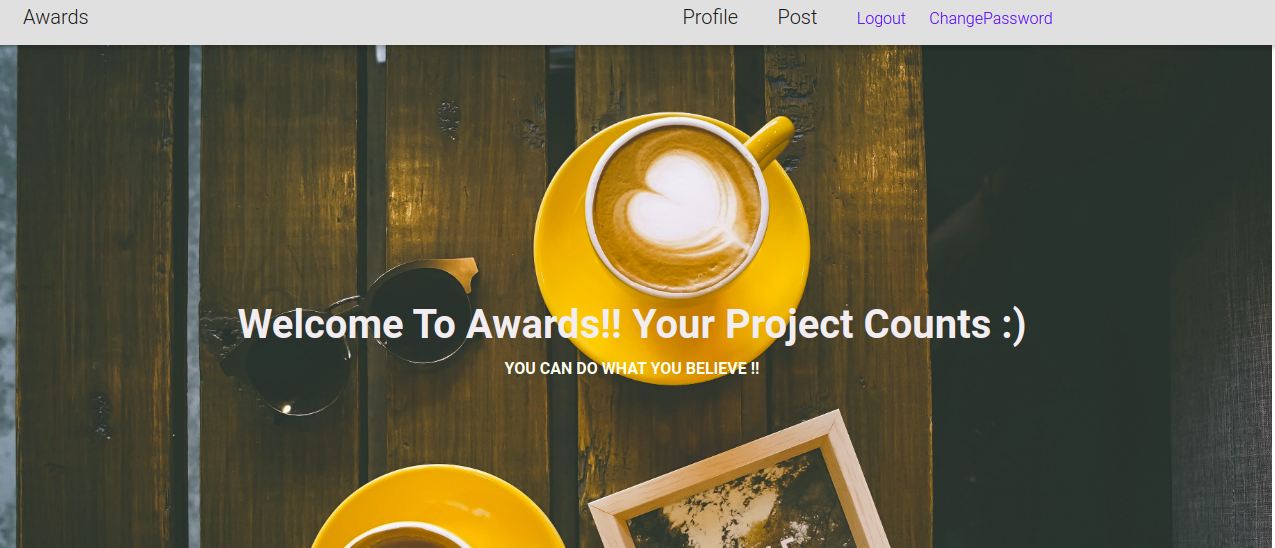 Awards Profile Post Logout ChangePassword
Welcome To Awards!! Your Project Counts :)
YOU CAN DO WHAT YOU BELIEVE !!